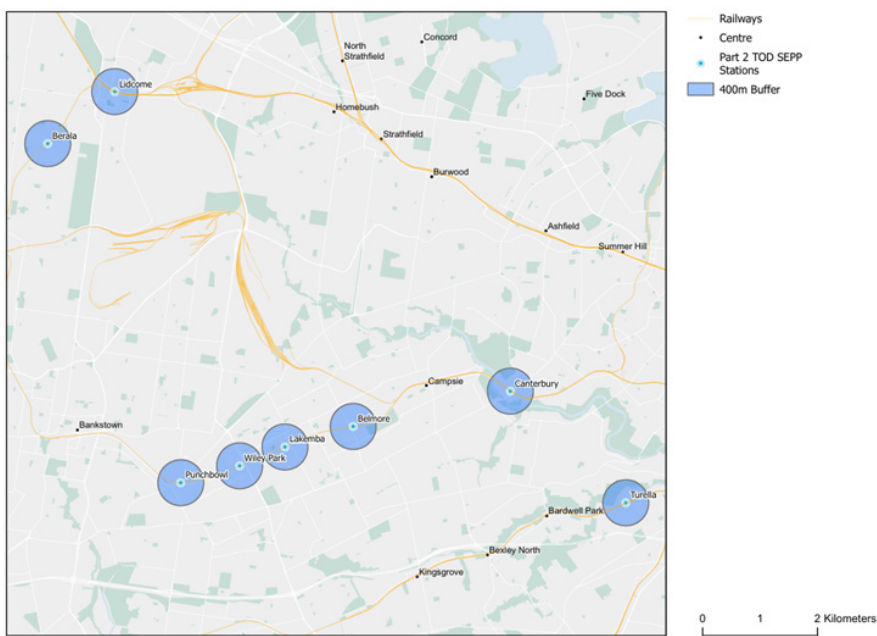 Concord
North
Strathfield
Lidcome
Five Dock
Homebush
Berala
Strathfield
Burwood
Ashfield
Summer Hill
Campsie
Canterbury
Belmore
Bankstown
Lakemba
Wiley Park
Punchbowl
Turella
Bardwell Park
Bexley North
Kingsgrove
Railways
Centre
Part 2 TOD SEPP
Stations
400m Buffer
0 1 2 Kilometers